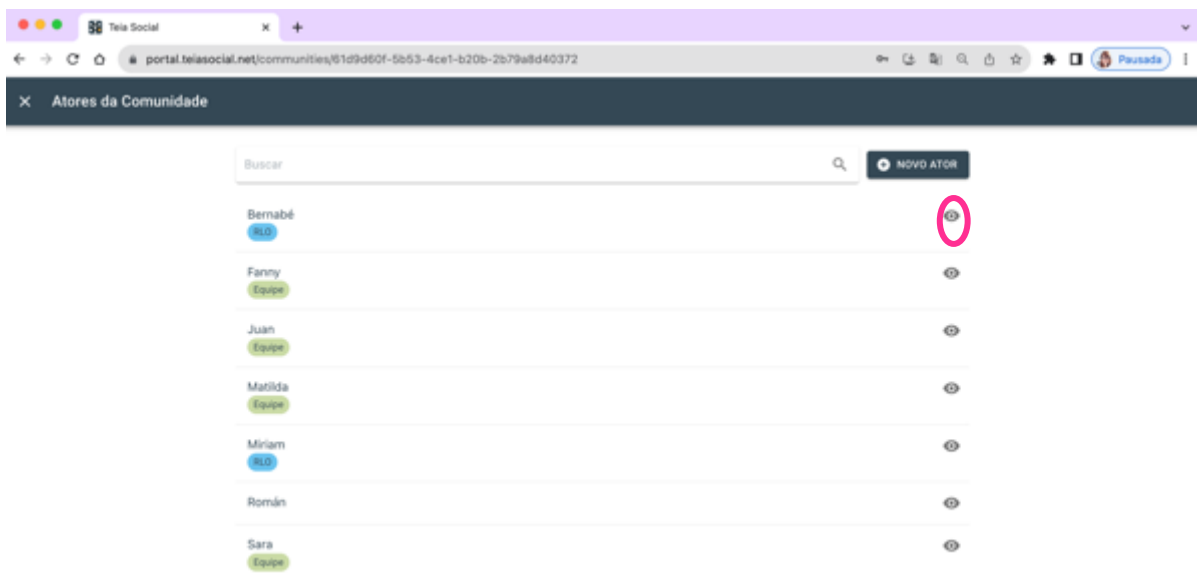 Teia Social
portal.teiasocial.net/communities/61d9d60f-5b53-4ce1-b20b-2b79a8d40372
Pausada
Atores da Comunidade
Buscar
NOVO ATOR
Bernabé
RLO
Fanny
Equipe
Juan
Equipe
Matilda
Equipe
Miriam
RLO
Román
Sara
Equipe